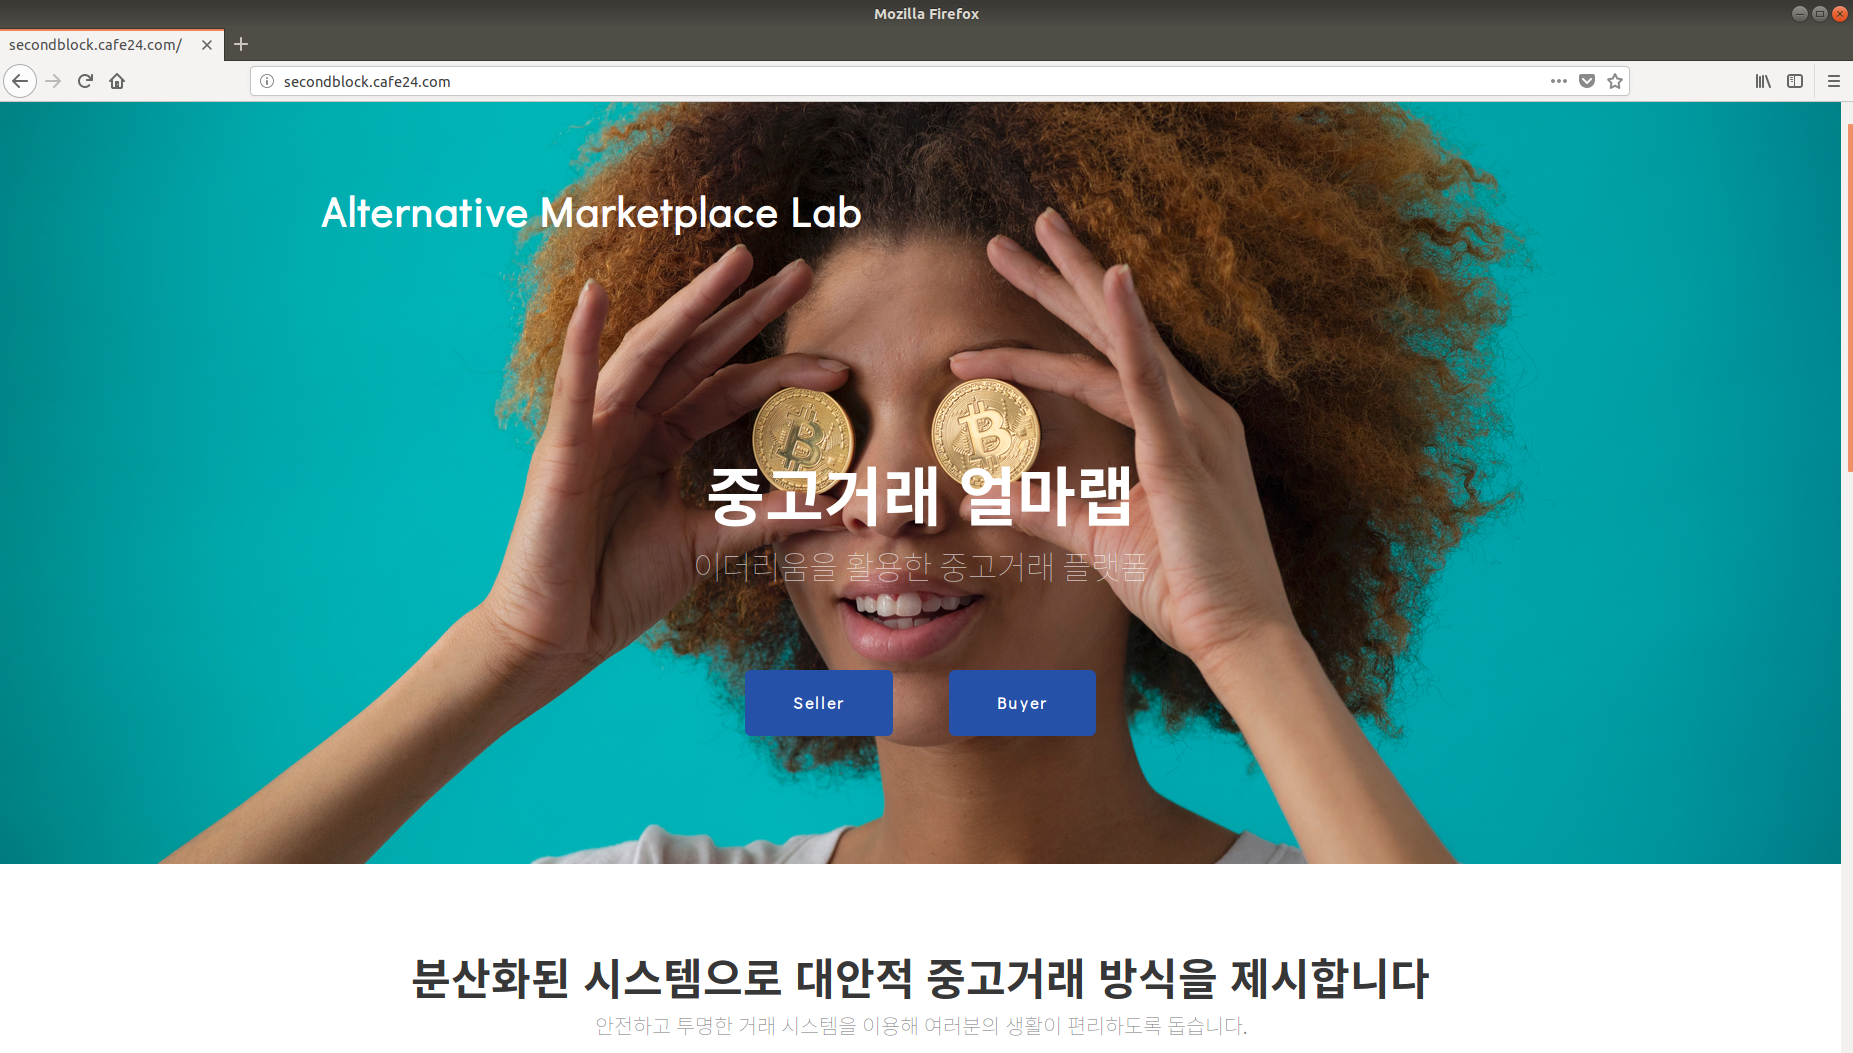 Mozilla Firefox
secondblock.cafe24.com/
secondblock.cafe24.com
Alternative Marketplace Lab
중고거래 얼마랩
이더리움을 활용한 중고거래 플랫폼
Seller
Buyer
분산화된 시스템으로 대안적 중고거래 방식을 제시합니다
안전하고 투명한 거래 시스템을 이용해 여러분의 생활이 편리하도록 돕습니다.